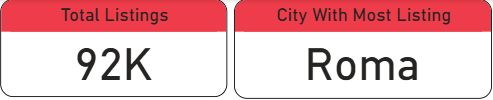 Total Listings
92K
City With Most Listing
Roma